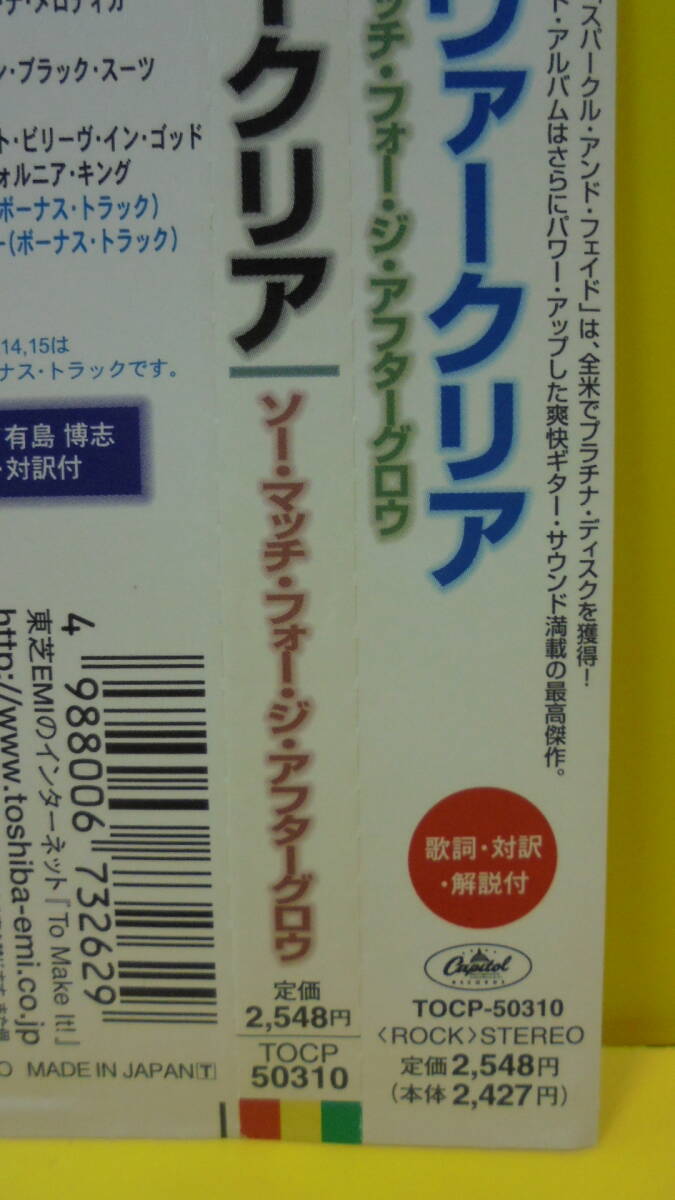 ナ・メロディカ
ン・ブラック・スーツ
ト・ビリーヴ・イン・ゴッド
ォルニア・キング
ボーナス・トラック)
ー(ボーナス・トラック)
14,15は
ナス・トラックです。
有島 博志
・対訳付
4 988006 732629
東芝EMIのインターネット『To Make It!』
http://www.toshiba-emi.co.jp
MADE IN JAPAN T
ークリア
ソー・マッチ・フォー・ジ・アフターグロウ
定価
2,548円
TOCP
50310
ヴァークリア
ッチ・フォー・ジ・アフターグロウ
「スパークル・アンド・フェイド」は、全米でプラチナ・ディスクを獲得!
ド・アルバムはさらにパワー・アップした爽快ギター・サウンド満載の最高傑作。
歌詞・対訳
・解説付
Capitol
RECORDS
TOCP-50310
〈ROCK〉STEREO
定価2,548円
(本体2,427円)